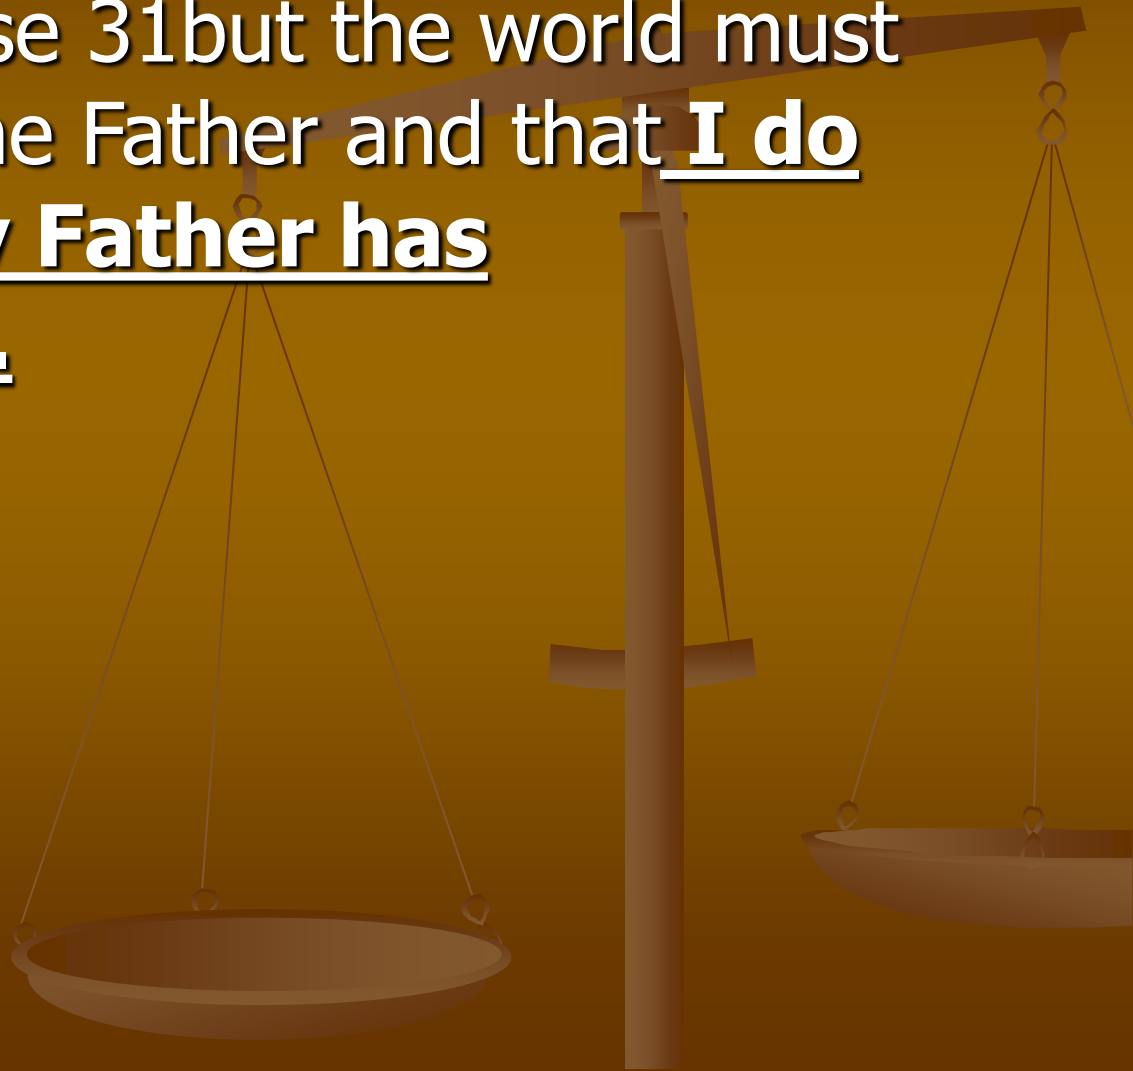 se 31but the world must
ne Father and that I do
y Father has
.